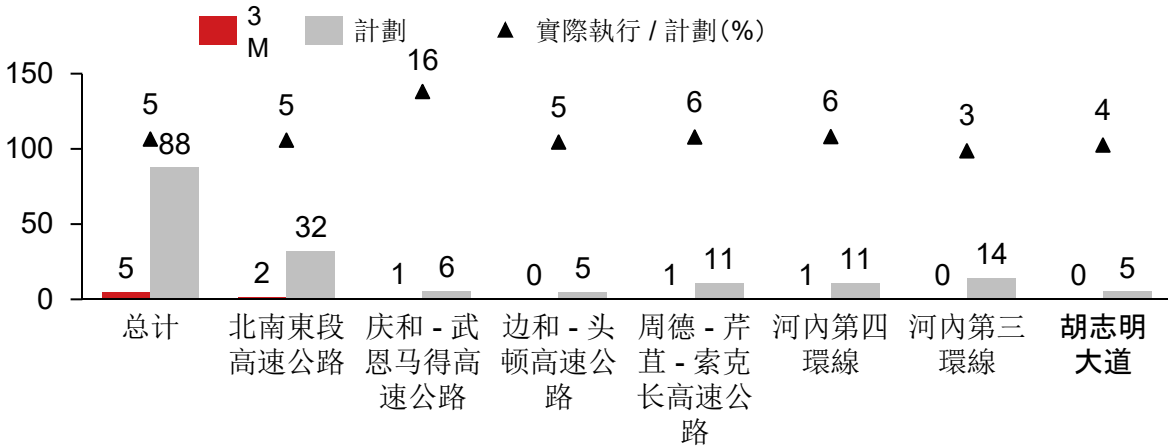 3
M
計劃
實際執行 / 計劃(%)
150
100
50
0
5
5
16
5
6
6
3
4
5
88
2
32
1
6
0
5
1
11
1
11
0
14
0
5
总计
北南東段
高速公路
庆和 - 武
恩马得高
速公路
边和 - 头
顿高速公
路
周德 - 芹
苴 - 索克
长高速公
路
河內第四
環線
河內第三
環線
胡志明
大道